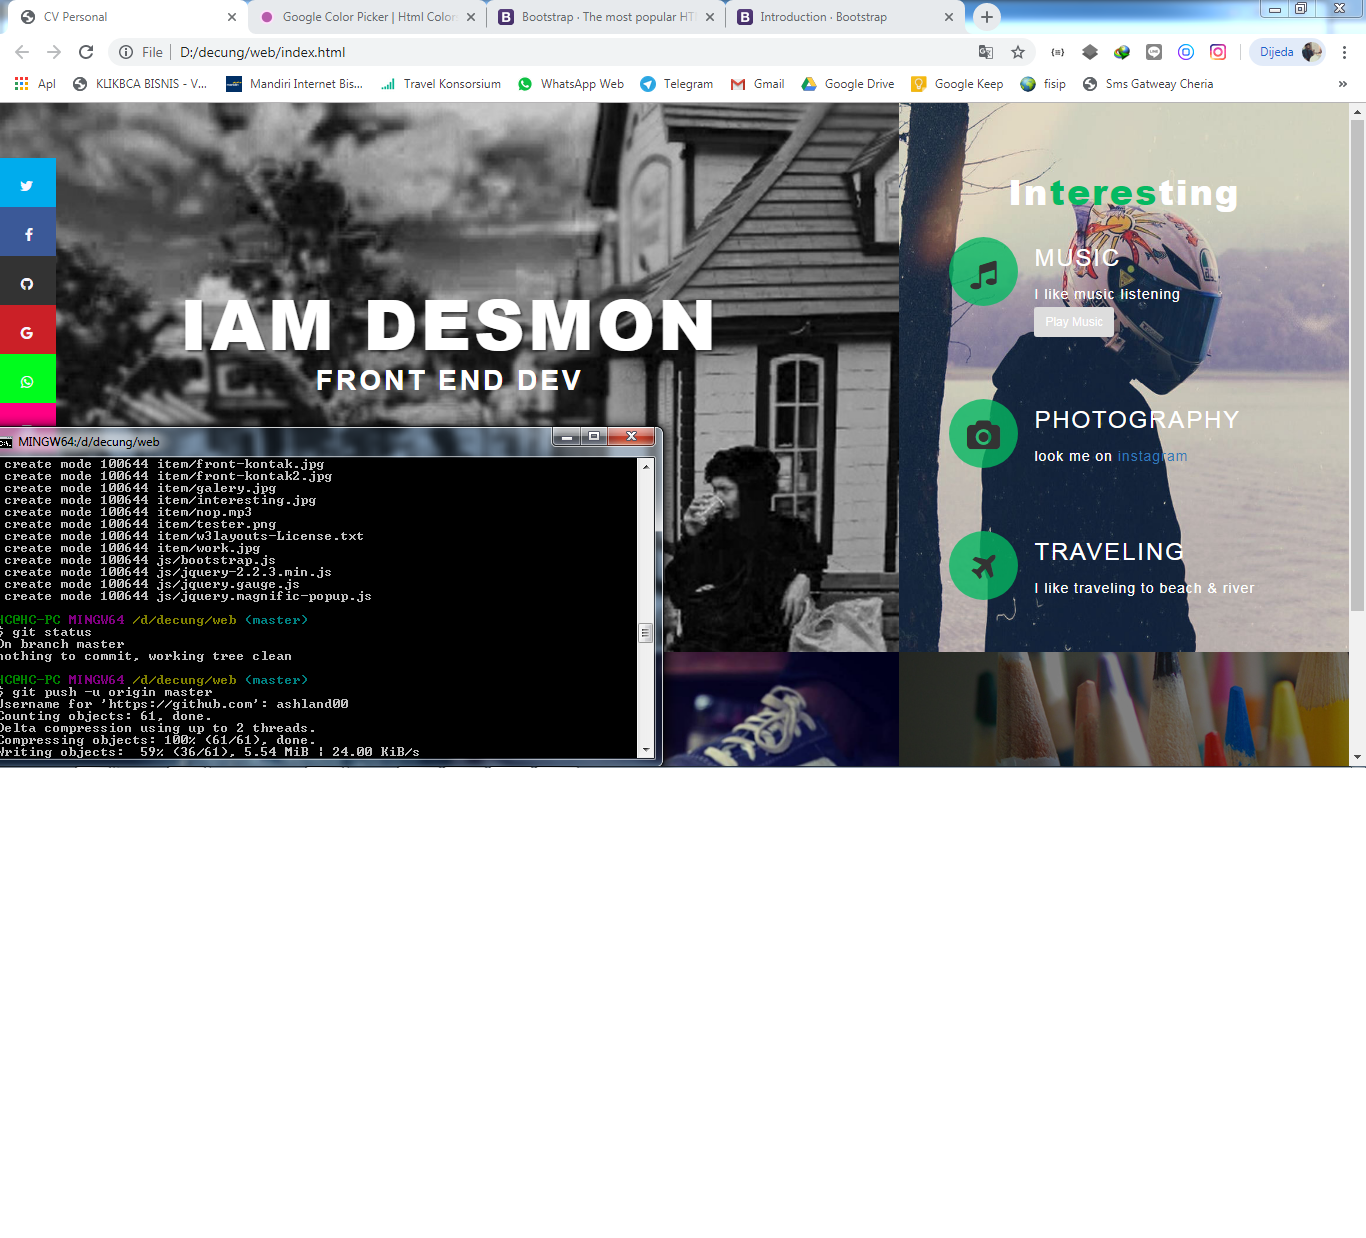 CV Personal
Google Color Picker | Html Color
Bootstrap · The most popular HT
Introduction · Bootstrap
File
D:/decung/web/index.html
Dijeda
Apl
KLIKBCA BISNIS - V...
Mandiri Internet Bis...
Travel Konsorsium
WhatsApp Web
Telegram
Gmail
Google Drive
Google Keep
fisip
Sms Gatweay Cheria
»
IAM DESMON
FRONT END DEV
Interesting
MUSIC
I like music listening
Play Music
PHOTOGRAPHY
look me on instagram
TRAVELING
I like traveling to beach & river
MINGW64:/d/decung/web
create mode 100644 item/front-kontak.jpg
create mode 100644 item/front-kontak2.jpg
create mode 100644 item/galery.jpg
create mode 100644 item/interesting.jpg
create mode 100644 item/nop.mp3
create mode 100644 item/tester.png
create mode 100644 item/w3layouts-License.txt
create mode 100644 item/work.jpg
create mode 100644 js/bootstrap.js
create mode 100644 js/jquery-2.2.3.min.js
create mode 100644 js/jquery.gauge.js
create mode 100644 js/jquery.magnific-popup.js
HC@HC-PC MINGW64 /d/decung/web (master)
$ git status
On branch master
nothing to commit, working tree clean
HC@HC-PC MINGW64 /d/decung/web (master)
$ git push -u origin master
Username for 'https://github.com': ashland00
Counting objects: 61, done.
Delta compression using up to 2 threads.
Compressing objects: 100% (61/61), done.
Writing objects:  59% (36/61), 5.54 MiB | 24.00 KiB/s